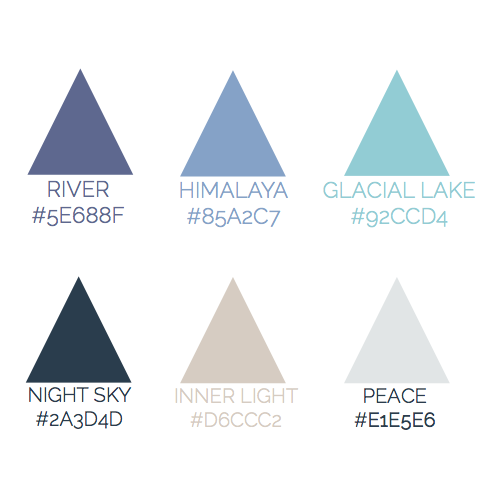 RIVER
#5E688F
HIMALAYA
#85A2C7
GLACIAL LAKE
#92CCD4
NIGHT SKY
#2A3D4D
INNER LIGHT
#D6CCC2
PEACE
#E1E5E6